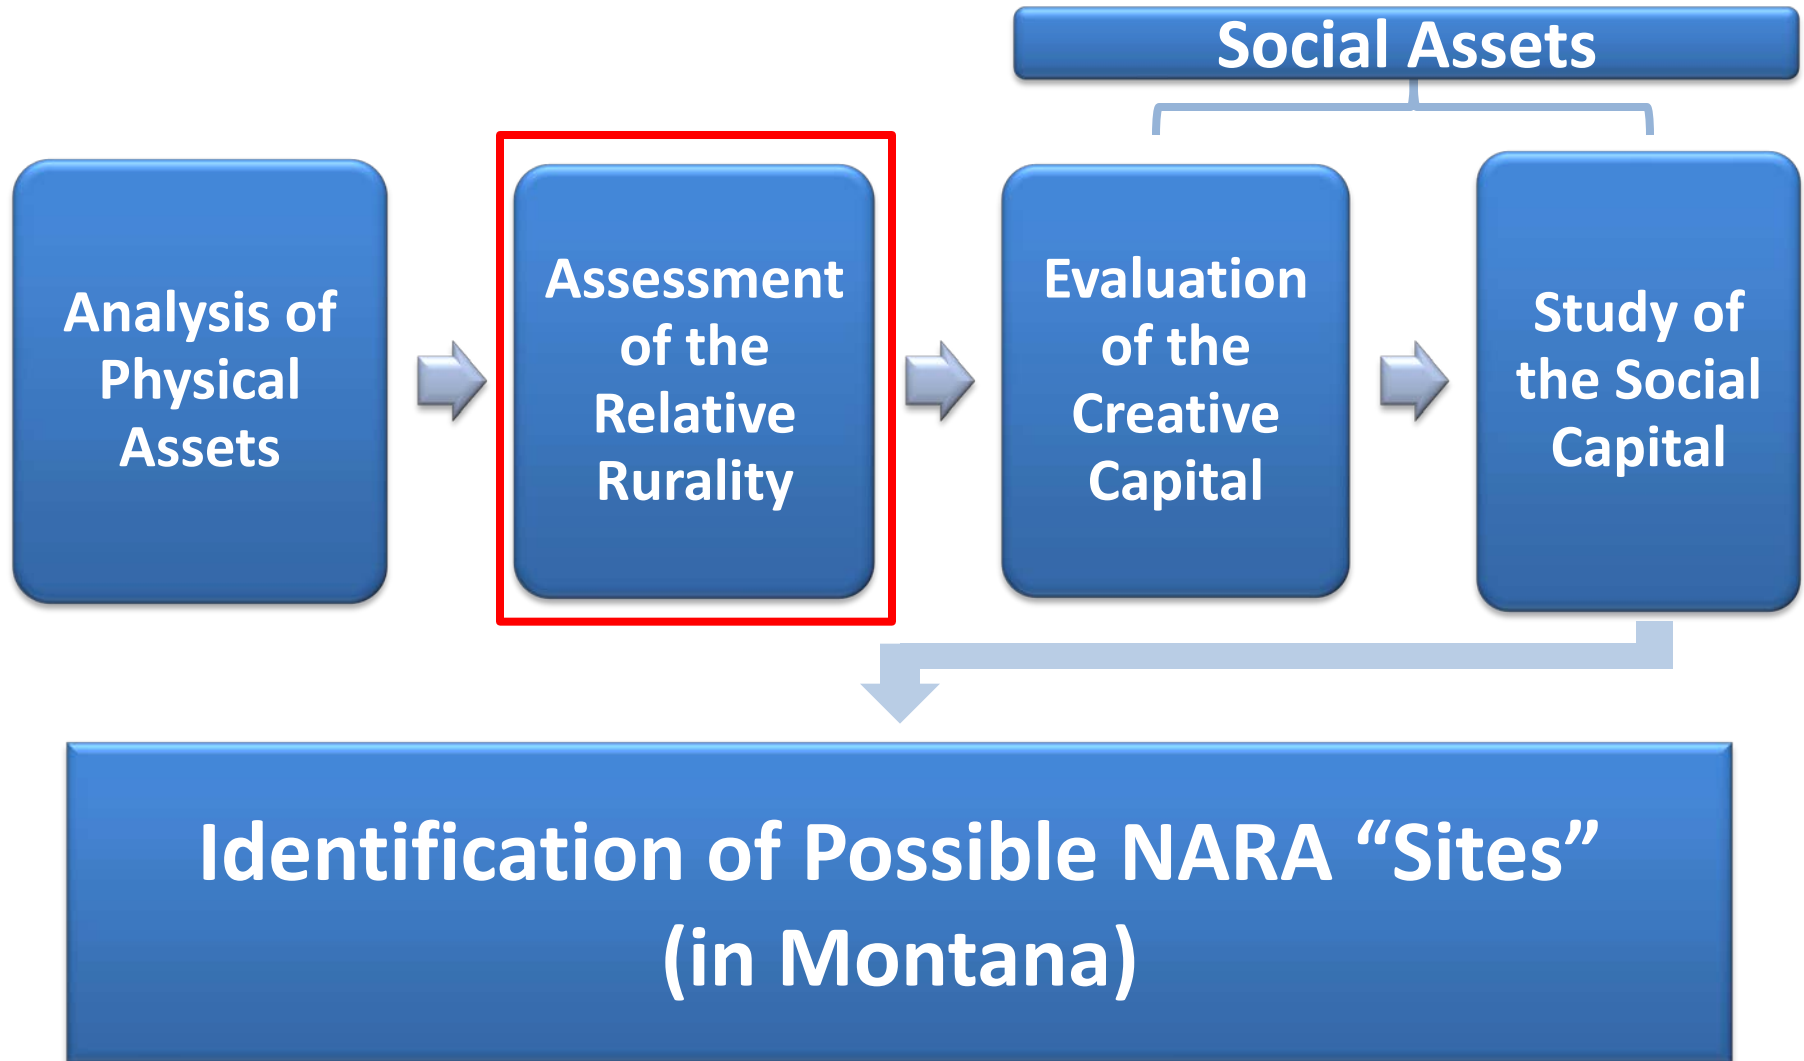 Social Assets
Analysis of
Physical
Assets
Assessment
of the
Relative
Rurality
Evaluation
of the
Creative
Capital
Study of
the Social
Capital
Identification of Possible NARA “Sites”
(in Montana)